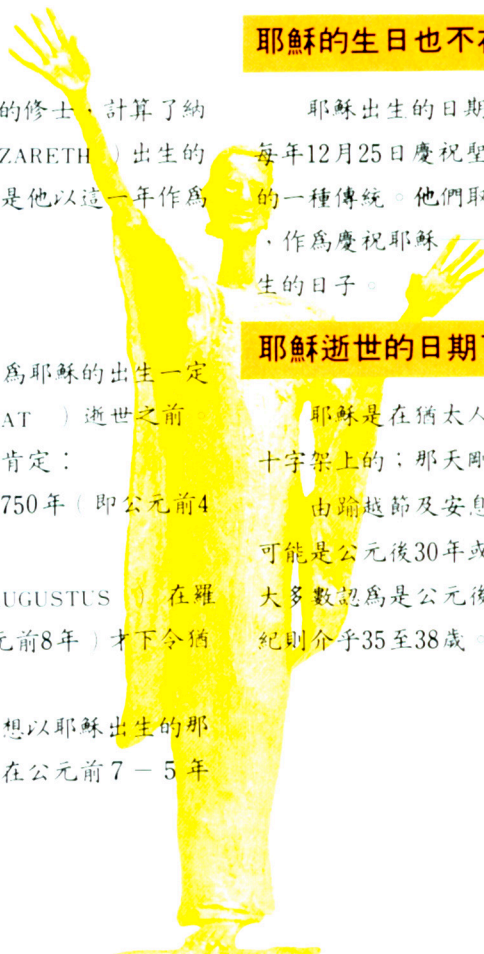 的修士，計算了納
ZARETH ）出生的
是他以這一年作爲
爲耶穌的出生一定
AT ）逝世之前。
肯定：
750年（即公元前4
UGUSTUS ）在羅
元前8年）才下令猶
想以耶穌出生的那
在公元前7－5年
耶穌的生日也不
耶穌出生的日期
每年12月25日慶祝聖
的一種傳統。他們
，作爲慶祝耶穌——
生的日子。
耶穌逝世的日期
耶穌是在猶太人
十字架上的；那天剛
由踰越節及安息
可能是公元後30年或
大多數認爲是公元後
紀則介乎35至38歲。